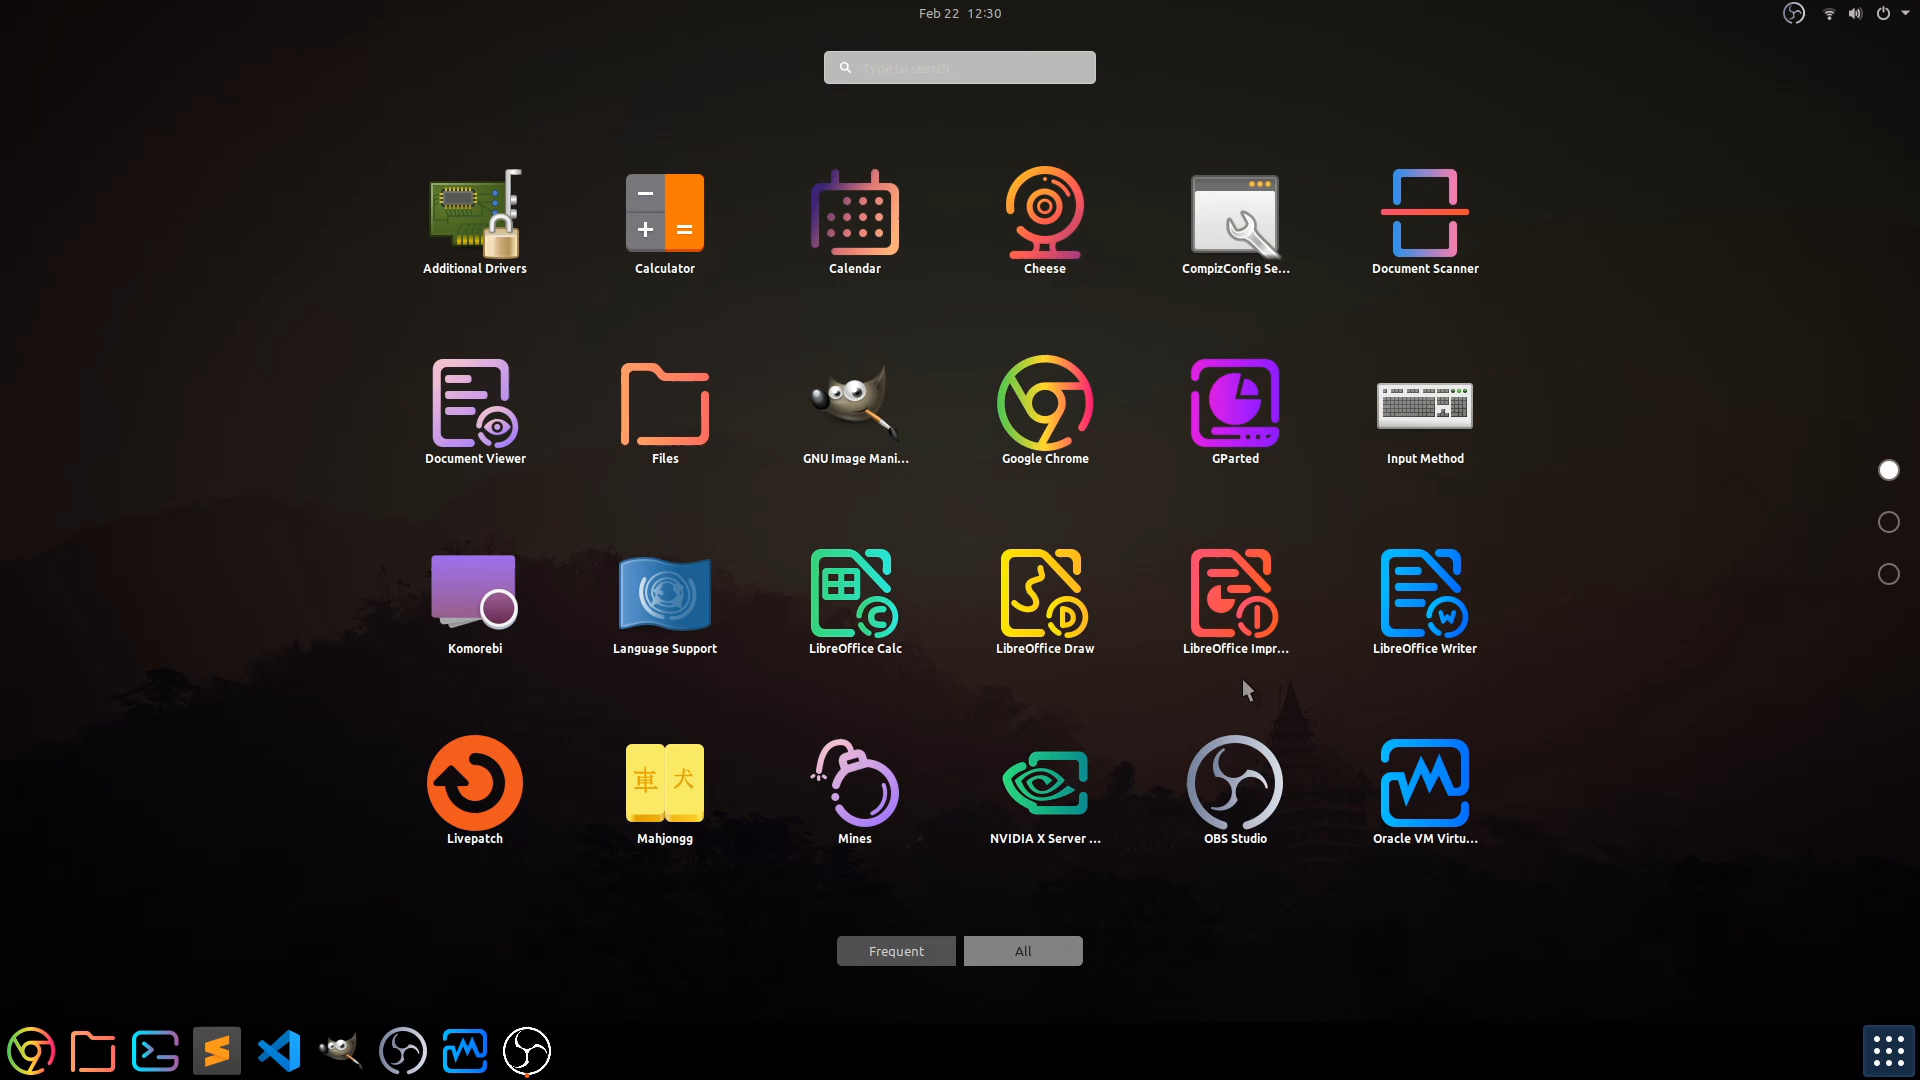 Feb 22 12:30
Type to search...
Additional Drivers
Calculator
Calendar
Cheese
CompizConfig Se...
Document Scanner
Document Viewer
Files
GNU Image Mani...
Google Chrome
GParted
Input Method
Komorebi
Language Support
LibreOffice Calc
LibreOffice Draw
LibreOffice Impr...
LibreOffice Writer
Livepatch
車 犬
Mahjongg
Mines
NVIDIA X Server ...
OBS Studio
Oracle VM Virtu...
Frequent
All